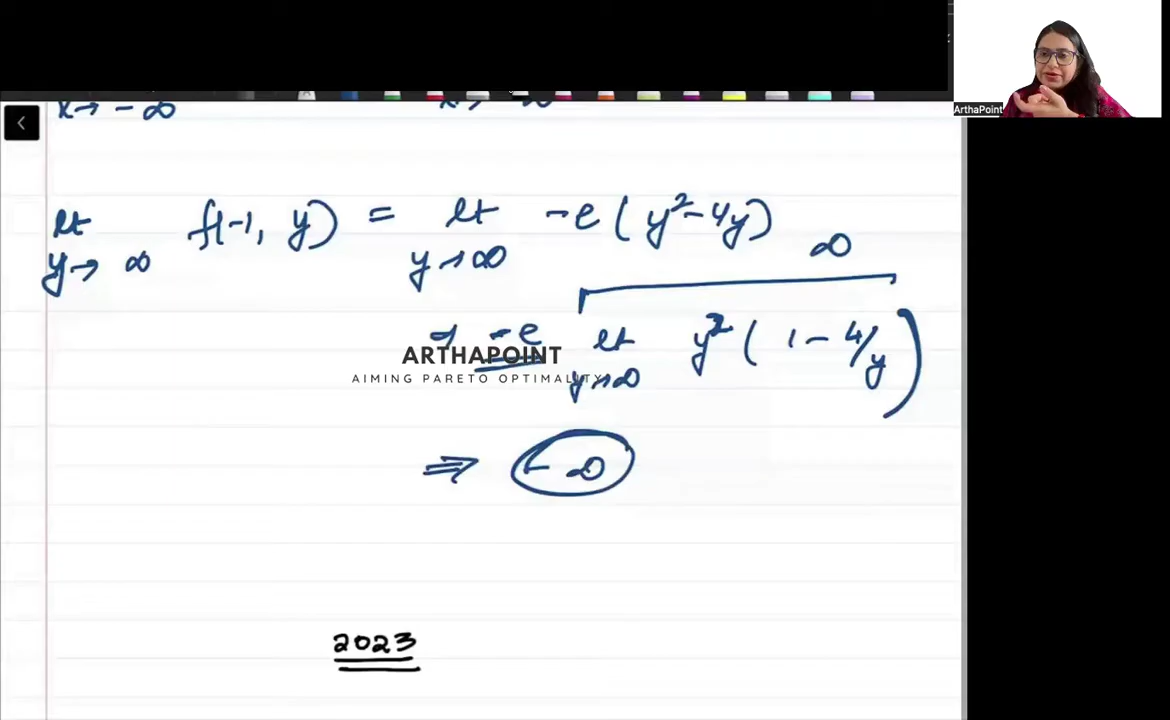 x → - ∞ x → - ∞
ArthaPoint
lt f(-1, y) = lt -e ( y² - 4y )
y → ∞ y → ∞
∞
⇒ -e lt y² ( 1 - 4/y )
y → ∞
ARTHAPOINT
AIMING PARETO OPTIMALITY
⇒ - ∞
2023